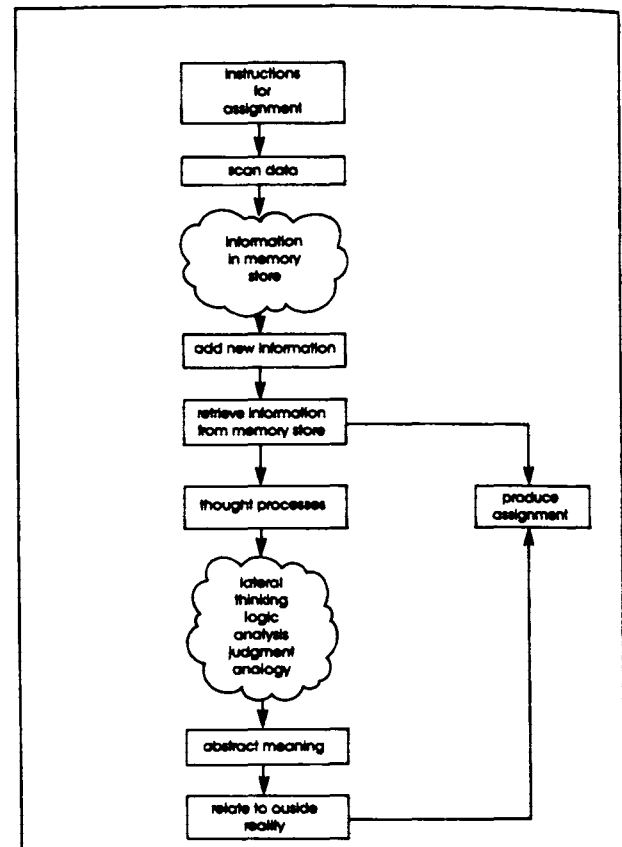 instructions
for
assignment
scan data
information
in memory
store
add new information
retrieve information
from memory store
thought processes
produce
assignment
lateral
thinking
logic
analysis
judgment
analogy
abstract meaning
relate to ouside
reality